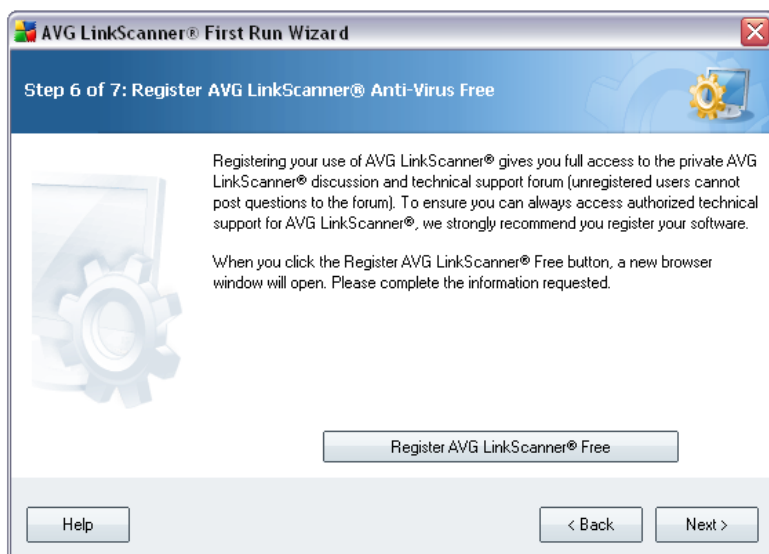 AVG LinkScanner® First Run Wizard
Step 6 of 7: Register AVG LinkScanner® Anti-Virus Free
Registering your use of AVG LinkScanner® gives you full access to the private AVG
LinkScanner® discussion and technical support forum (unregistered users cannot
post questions to the forum). To ensure you can always access authorized technical
support for AVG LinkScanner®, we strongly recommend you register your software.
When you click the Register AVG LinkScanner® Free button, a new browser
window will open. Please complete the information requested.
Register AVG LinkScanner® Free
Help
< Back
Next >